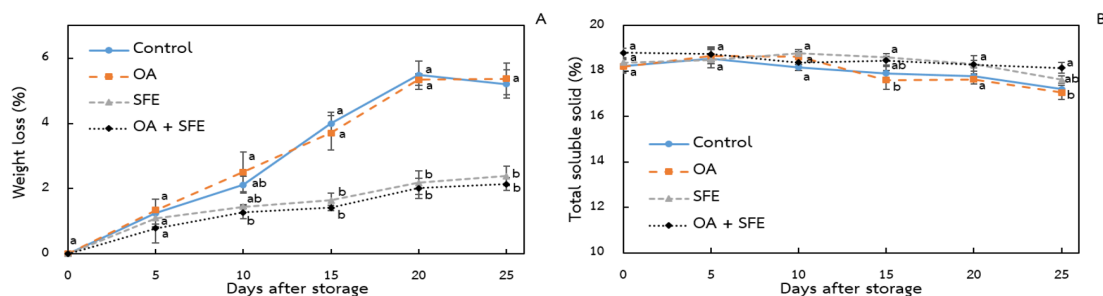 A
Weight loss (%)
6
4
2
0
Control
OA
SFE
OA + SFE
a
a
a
a
a
ab
ab
b
a
a
b
b
a
b
b
a
b
b
0 5 10 15 20 25
Days after storage
B
Total soluble solid (%)
20
18
16
14
12
10
a
a
a
a
a
a
a
a
ab
b
a
a
a
ab
b
Control
OA
SFE
OA + SFE
0 5 10 15 20 25
Days after storage